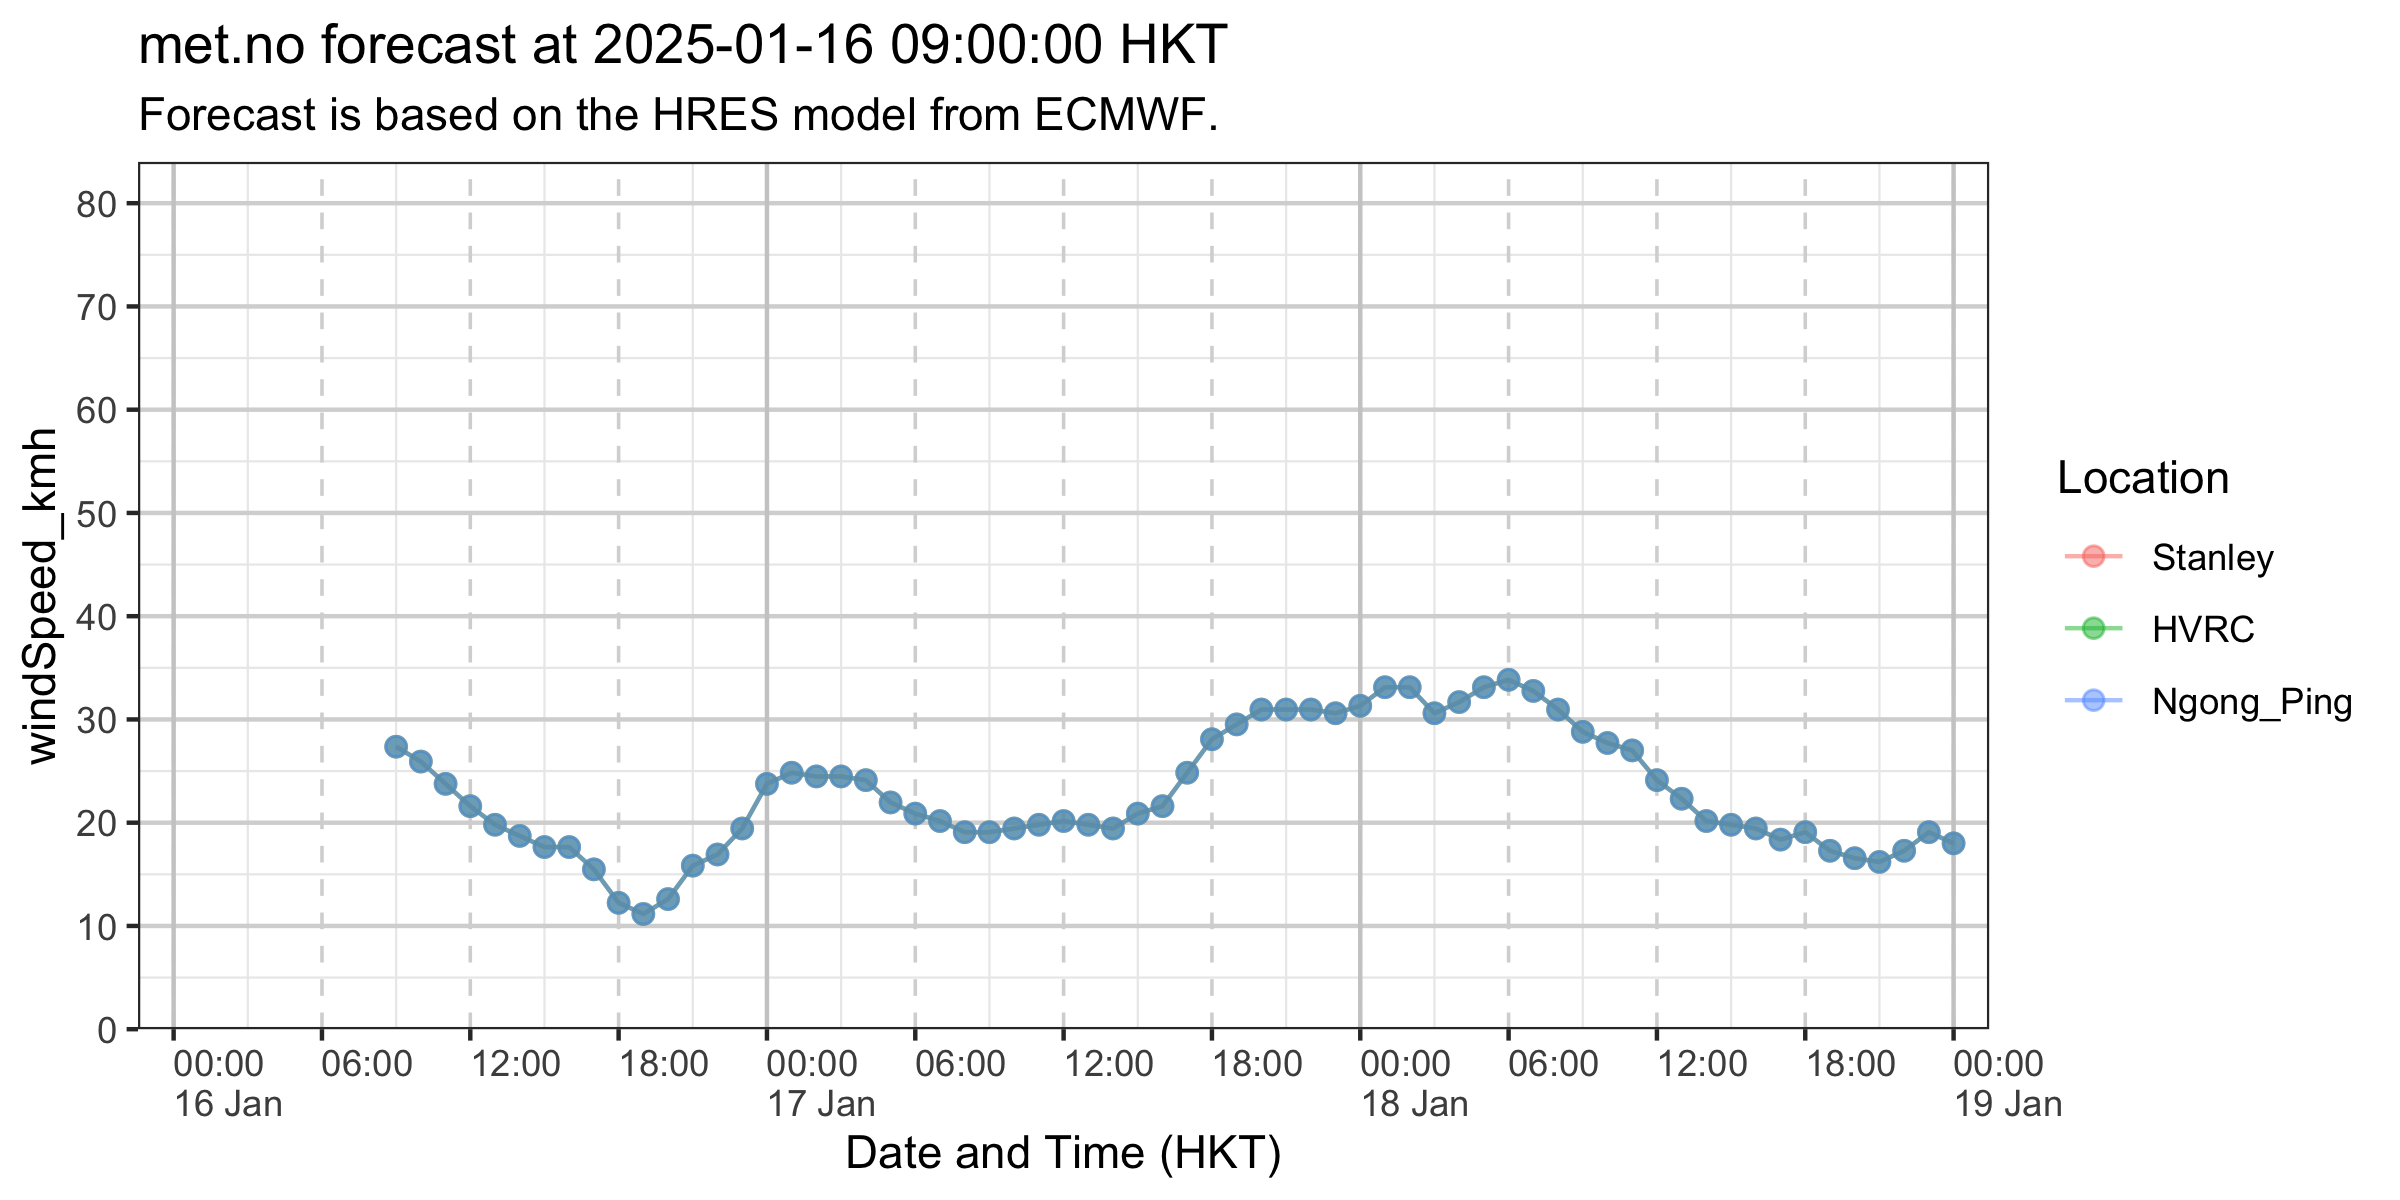 met.no forecast at 2025-01-16 09:00:00 HKT
Forecast is based on the HRES model from ECMWF.
windSpeed_kmh
80
70
60
50
40
30
20
10
0
00:00 06:00 12:00 18:00 00:00 06:00 12:00 18:00 00:00 06:00 12:00 18:00 00:00
16 Jan 17 Jan 18 Jan 19 Jan
Date and Time (HKT)
Location
Stanley
HVRC
Ngong_Ping